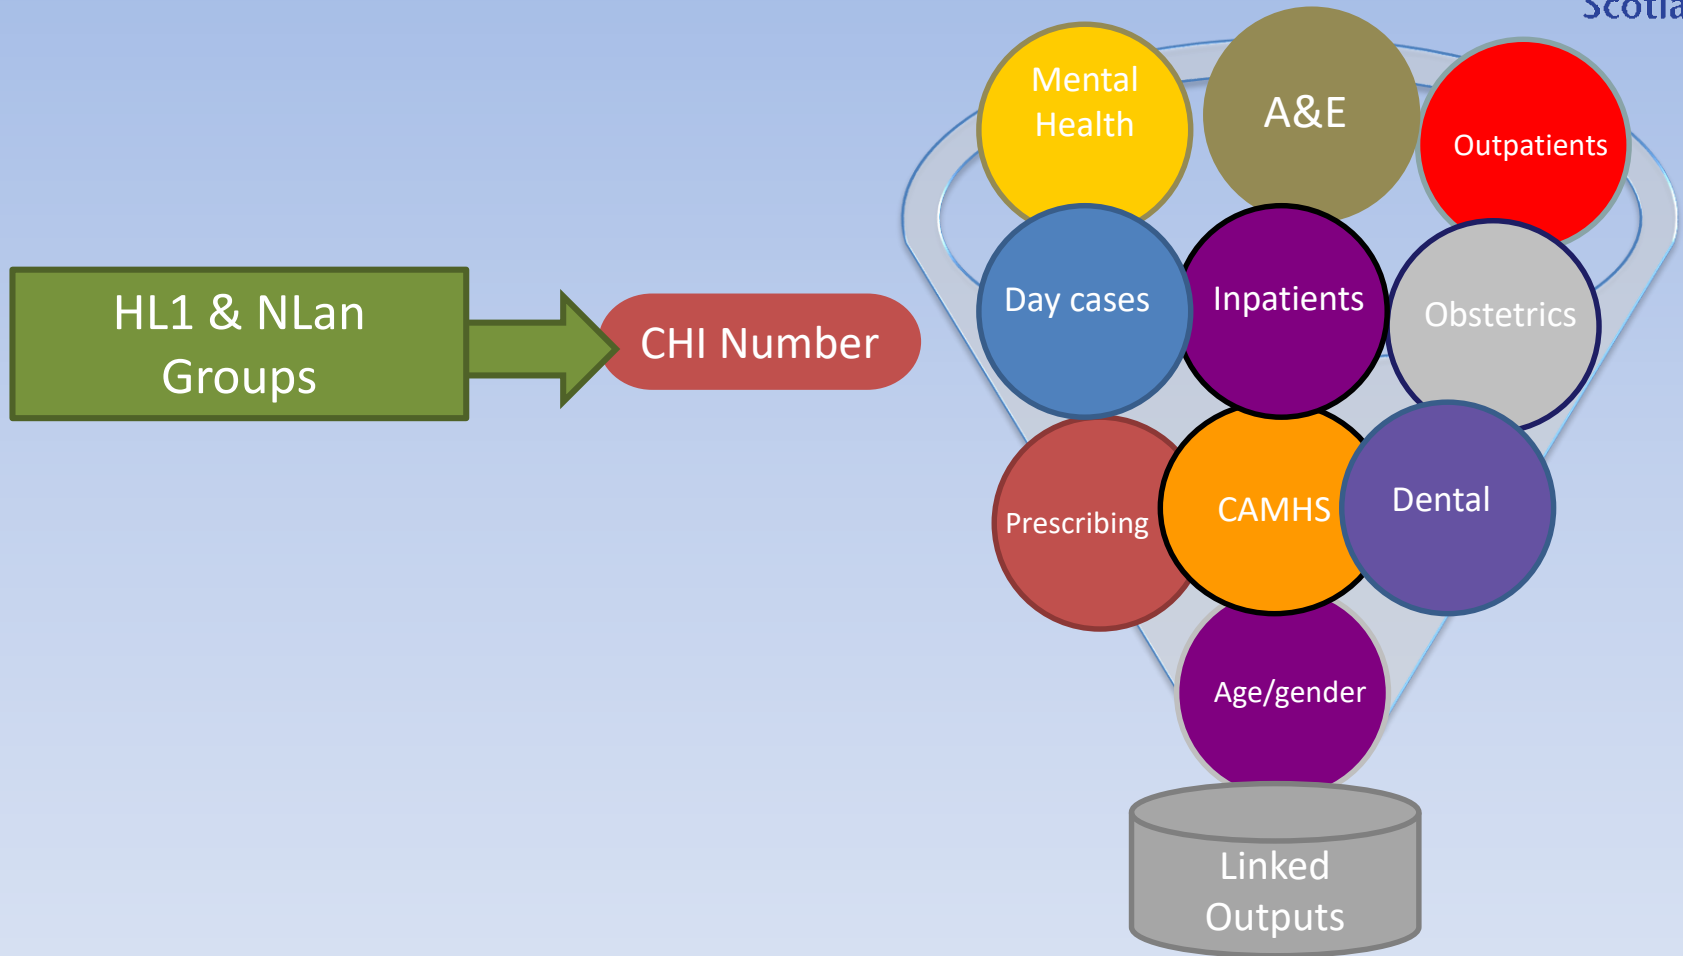 Mental
Health
A&E
Outpatients
Day cases
Inpatients
Obstetrics
HL1 & NLan
Groups
CHI Number
Prescribing
CAMHS
Dental
Age/gender
Linked
Outputs